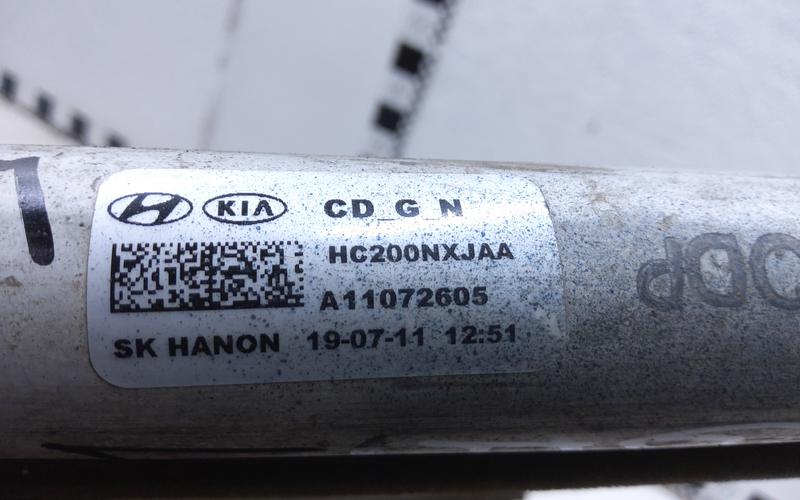 KIA CD_G_N
HC200NXJAA
A11072605
SK HANON 19-07-11 12:51